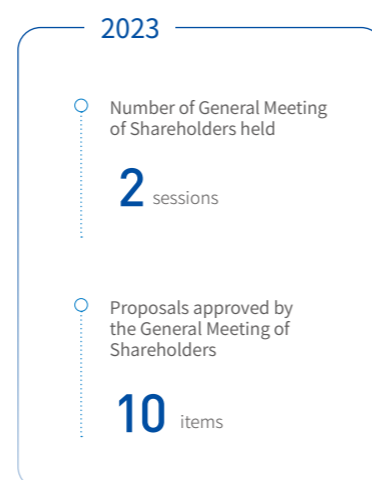 2023
Number of General Meeting
of Shareholders held
2 sessions
Proposals approved by
the General Meeting of
Shareholders
10 items